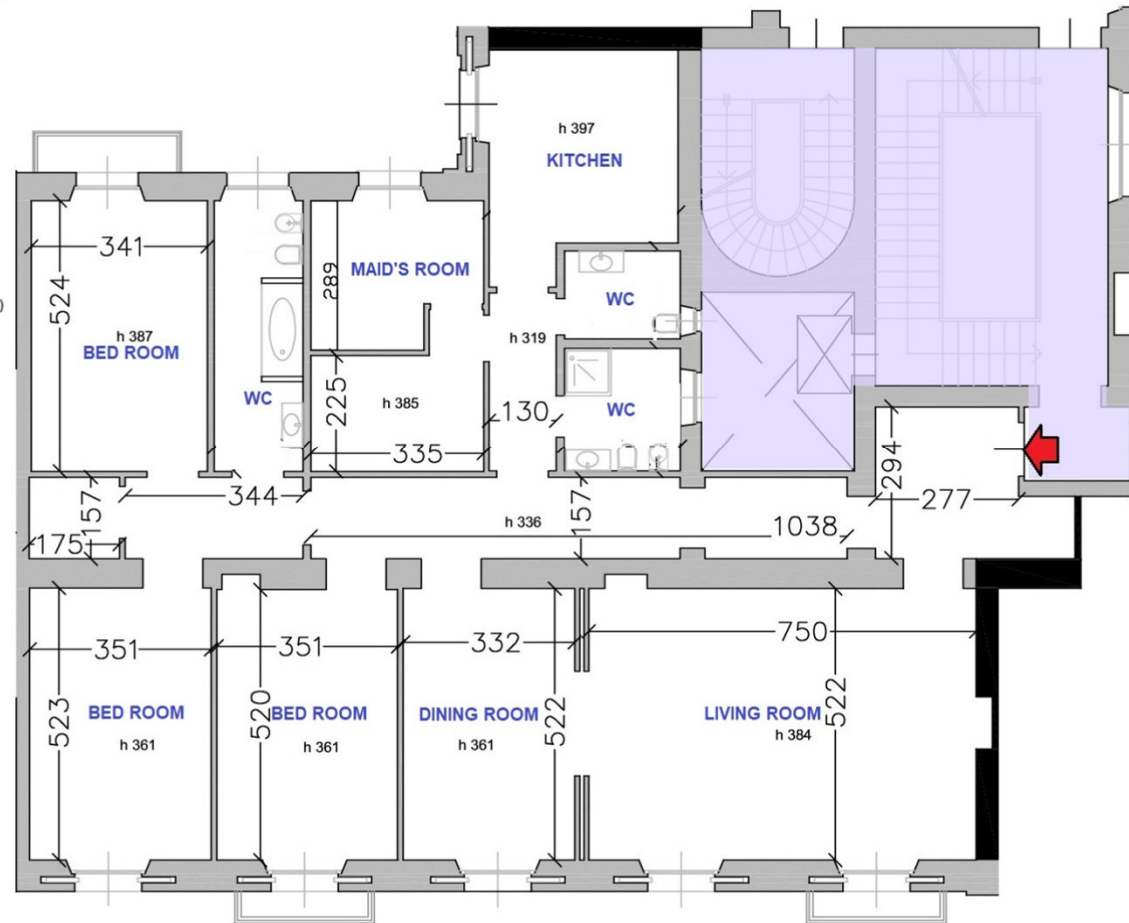 h 397
KITCHEN
341
524
289
MAID'S ROOM
WC
h 387
BED ROOM
h 319
WC
225
h 385
130
WC
335
294
344
277
157
h 336
157
1038
175
351
351
332
750
523
BED ROOM
h 361
520
BED ROOM
h 361
DINING ROOM
h 361
522
LIVING ROOM
h 384
522